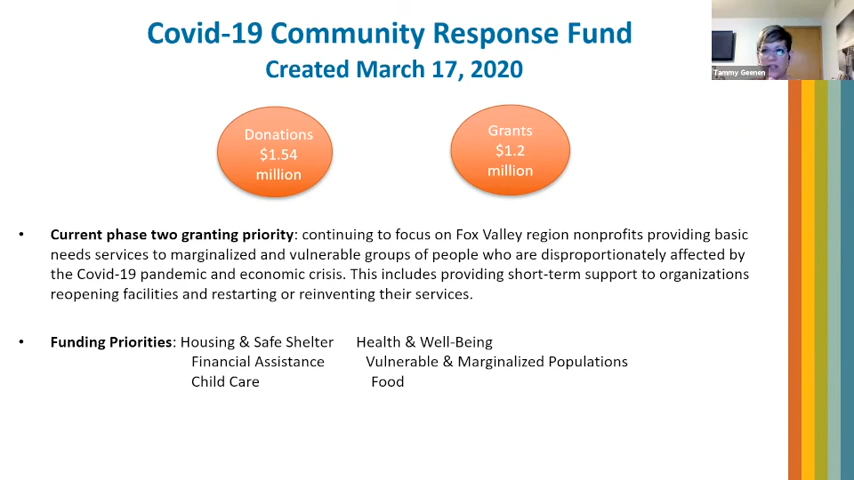 Covid-19 Community Response Fund
Created March 17, 2020
Tammy Geenen
Donations
$1.54
million
Grants
$1.2
million
• Current phase two granting priority: continuing to focus on Fox Valley region nonprofits providing basic
needs services to marginalized and vulnerable groups of people who are disproportionately affected by
the Covid-19 pandemic and economic crisis. This includes providing short-term support to organizations
reopening facilities and restarting or reinventing their services.
• Funding Priorities: Housing & Safe Shelter Health & Well-Being
Financial Assistance Vulnerable & Marginalized Populations
Child Care Food